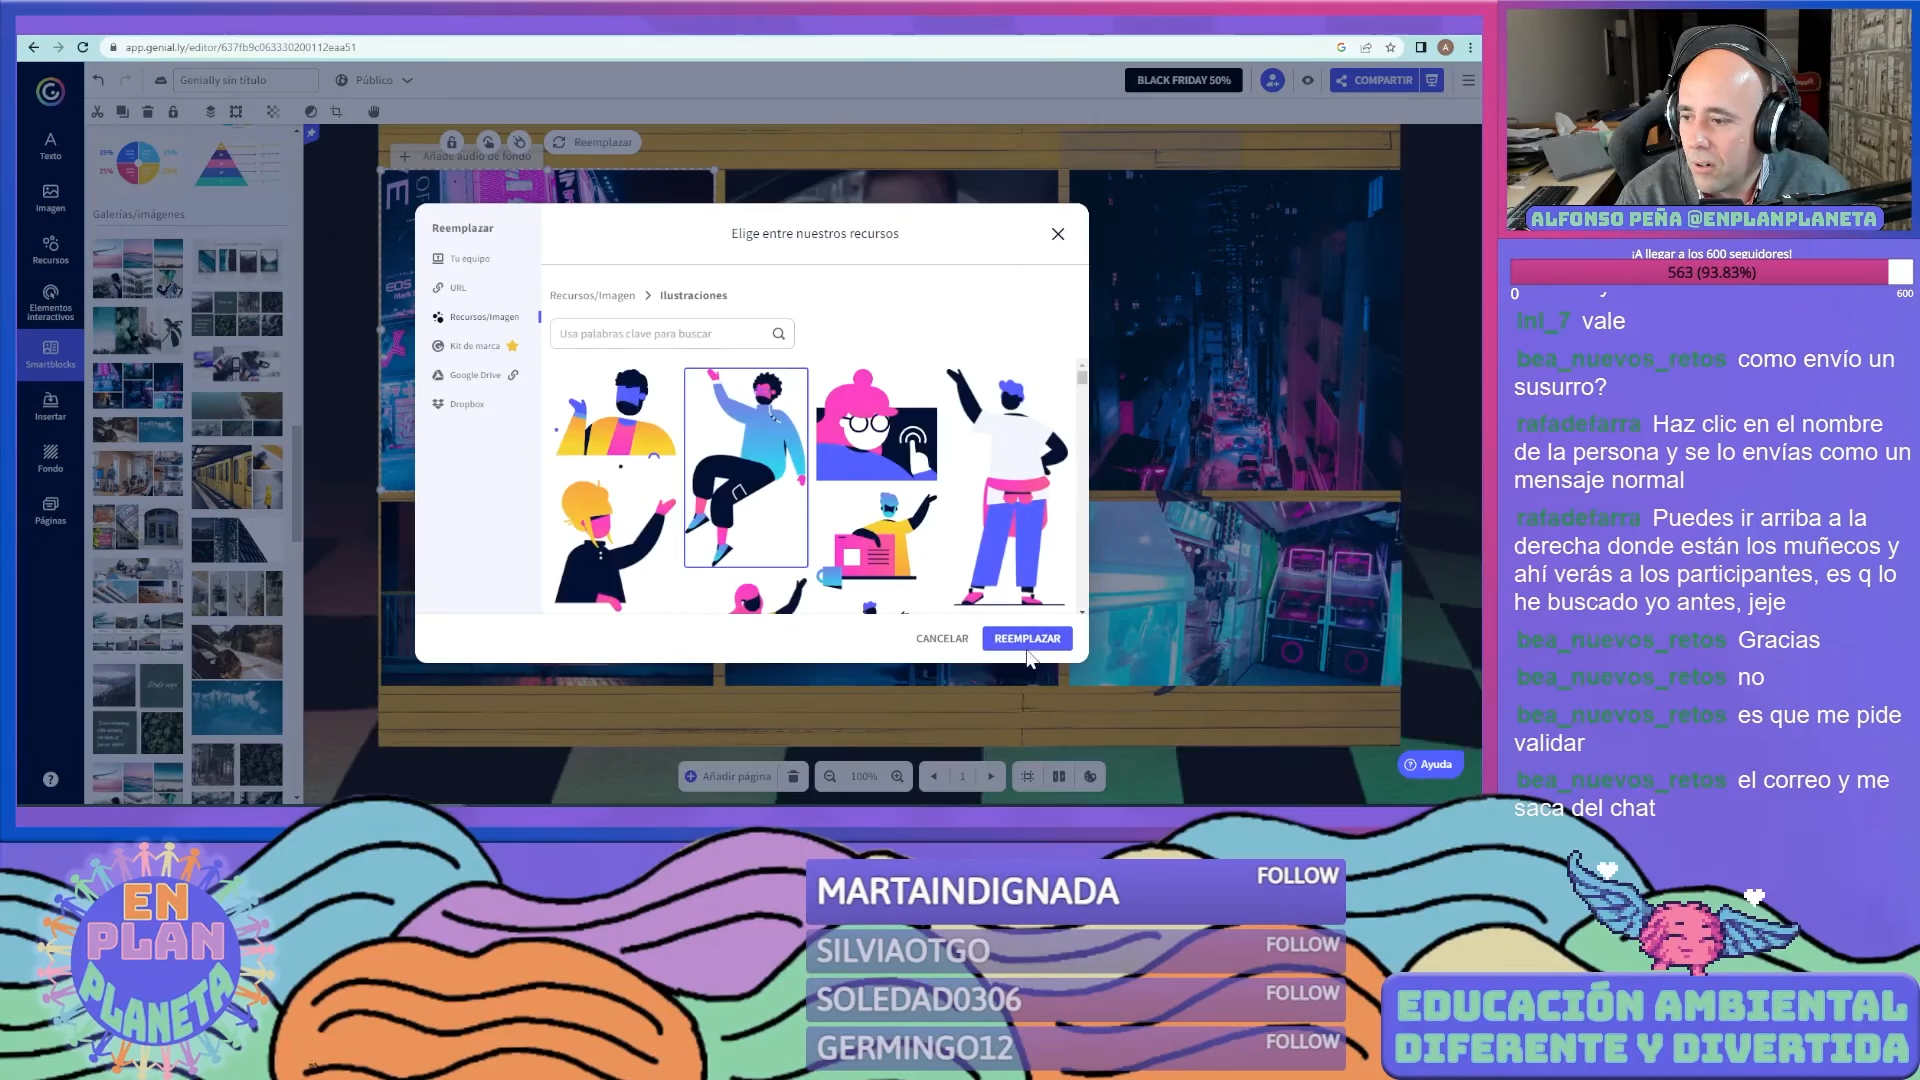 app.genial.ly/editor/637fb9c063330200112eaa51
Genially sin título
Público
BLACK FRIDAY 50%
COMPARTIR
Texto
Imagen
Recursos
Elementos
interactivos
Smartblocks
Insertar
Fondo
Páginas
25%
25%
Galerías/imágenes
Añade audio de fondo
Reemplazar
Reemplazar
Tu equipo
URL
Recursos/Imagen
Kit de marca
Google Drive
Dropbox
Elige entre nuestros recursos
Recursos/Imagen > Ilustraciones
Usa palabras clave para buscar
CANCELAR
REEMPLAZAR
Añadir página
100%
1
Ayuda
ALFONSO PEÑA @ENPLANPLANETA
¡A llegar a los 600 seguidores!
563 (93.83%)
0
600
ini_7 vale
bea_nuevos_retos como envío un
susurro?
rafadefarra Haz clic en el nombre
de la persona y se lo envías como un
mensaje normal
rafadefarra Puedes ir arriba a la
derecha donde están los muñecos y
ahí verás a los participantes, es q lo
he buscado yo antes, jeje
bea_nuevos_retos Gracias
bea_nuevos_retos no
bea_nuevos_retos es que me pide
validar
bea_nuevos_retos el correo y me
saca del chat
EN
PLAN
PLANETA
MARTAINDIGNADA FOLLOW
SILVIAOTGO FOLLOW
SOLEDAD0306 FOLLOW
GERMINGO12 FOLLOW
EDUCACIÓN AMBIENTAL
DIFERENTE Y DIVERTIDA